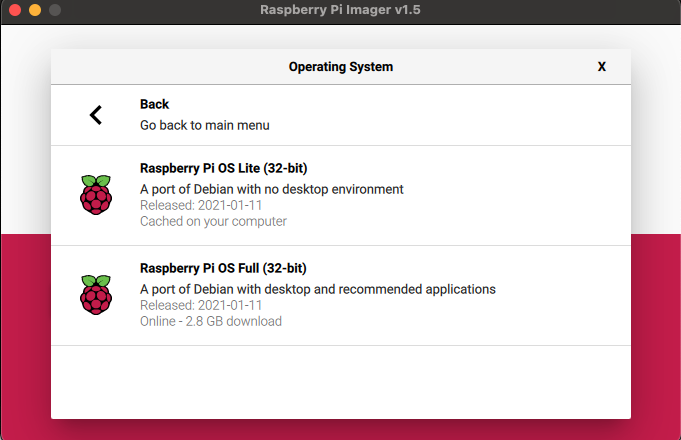 Raspberry Pi Imager v1.5
Operating System
X
Back
Go back to main menu
Raspberry Pi OS Lite (32-bit)
A port of Debian with no desktop environment
Released: 2021-01-11
Cached on your computer
Raspberry Pi OS Full (32-bit)
A port of Debian with desktop and recommended applications
Released: 2021-01-11
Online - 2.8 GB download